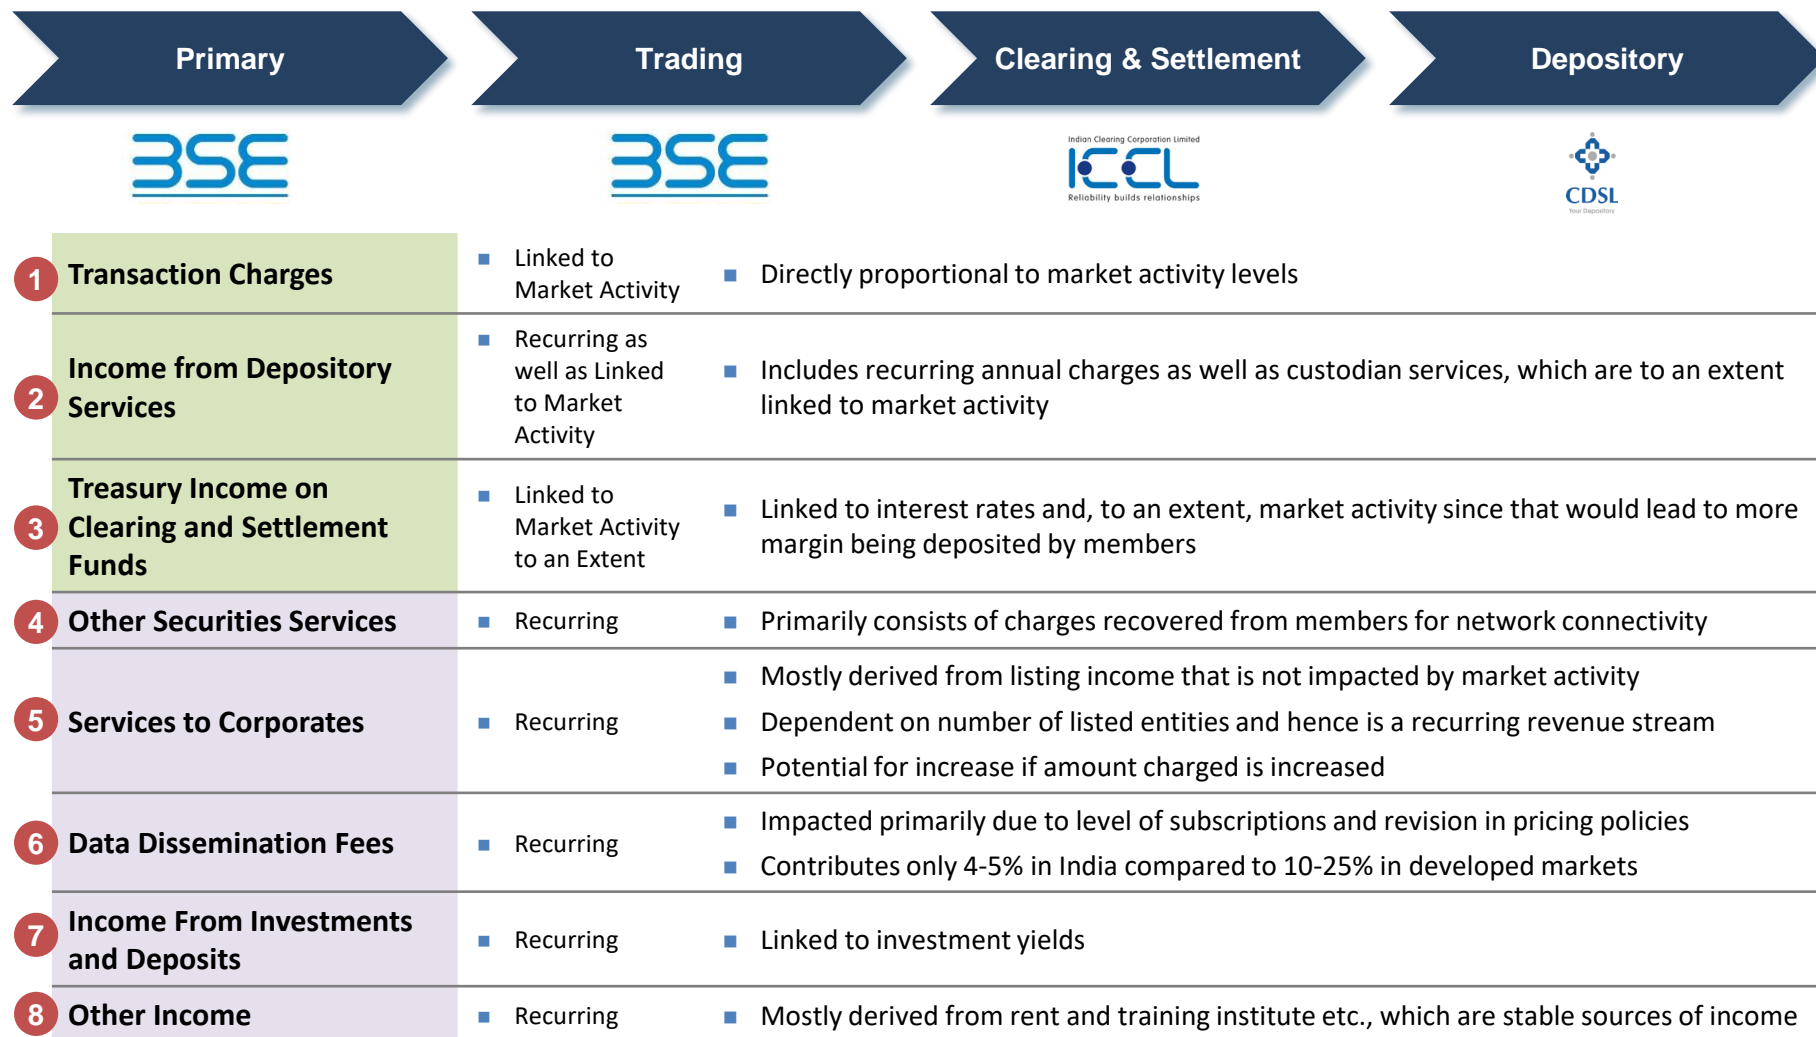 Primary
Trading
Clearing & Settlement
Depository
BSE
BSE
Indian Clearing Corporation Limited
ICCL
Reliability builds relationships
CDSL
Your Depository
1
Transaction Charges
■ Linked to
Market Activity
■ Directly proportional to market activity levels
2
Income from Depository
Services
■ Recurring as
well as Linked
to Market
Activity
■ Includes recurring annual charges as well as custodian services, which are to an extent
linked to market activity
3
Treasury Income on
Clearing and Settlement
Funds
■ Linked to
Market Activity
to an Extent
■ Linked to interest rates and, to an extent, market activity since that would lead to more
margin being deposited by members
4
Other Securities Services
■ Recurring
■ Primarily consists of charges recovered from members for network connectivity
5
Services to Corporates
■ Recurring
■ Mostly derived from listing income that is not impacted by market activity
■ Dependent on number of listed entities and hence is a recurring revenue stream
■ Potential for increase if amount charged is increased
6
Data Dissemination Fees
■ Recurring
■ Impacted primarily due to level of subscriptions and revision in pricing policies
■ Contributes only 4-5% in India compared to 10-25% in developed markets
7
Income From Investments
and Deposits
■ Recurring
■ Linked to investment yields
8
Other Income
■ Recurring
■ Mostly derived from rent and training institute etc., which are stable sources of income